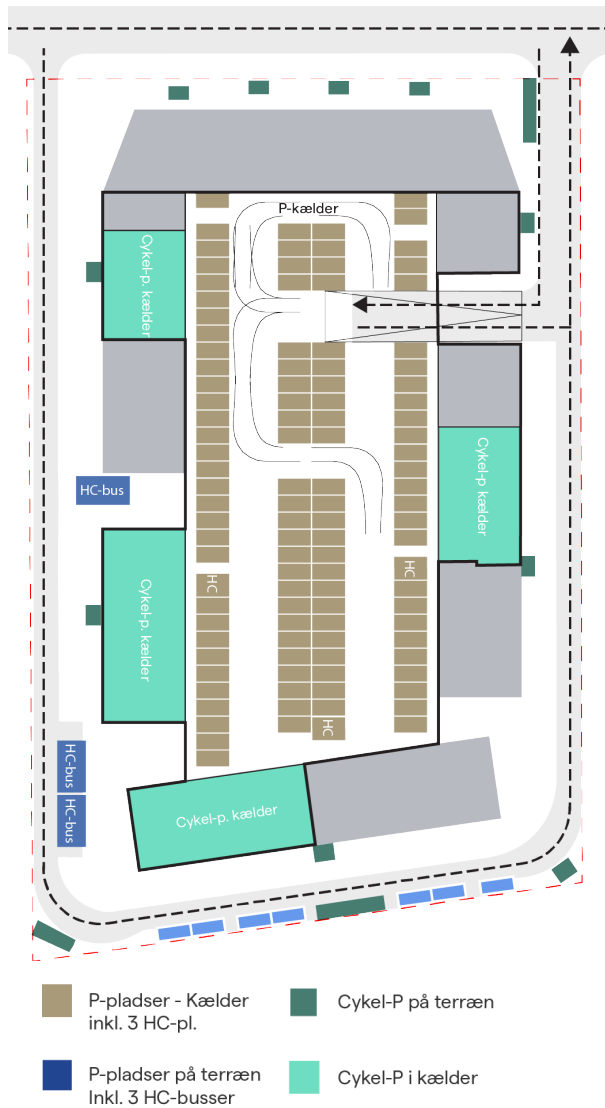 P-kælder
Cykel-p. kælder
Cykel-p kælder
HC-bus
HC
HC
Cykel-p. kælder
HC
HC-bus
HC-bus
Cykel-p. kælder
P-pladser - Kælder
inkl. 3 HC-pl.
Cykel-P på terræn
P-pladser på terræn
Inkl. 3 HC-busser
Cykel-P i kælder